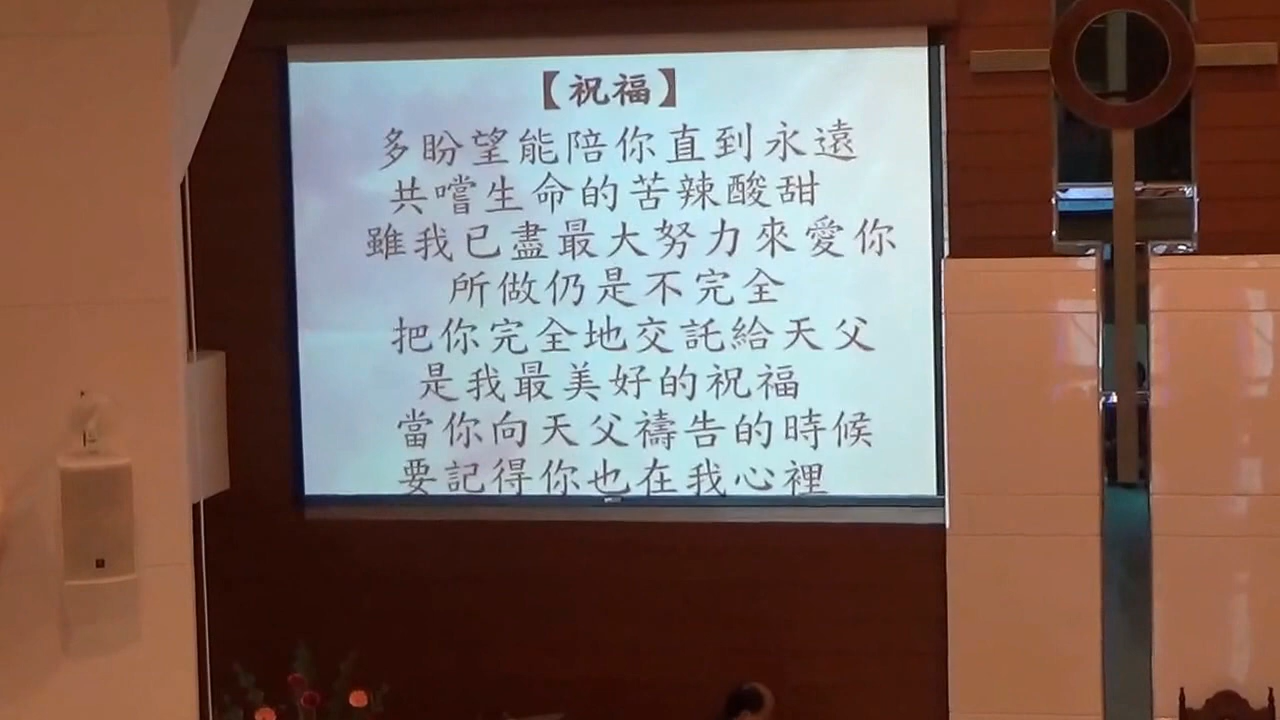 【祝福】
多盼望能陪你直到永遠
共嚐生命的苦辣酸甜
雖我已盡最大努力來愛你
所做仍是不完全
把你完全地交託給天父
是我最美好的祝福
當你向天父禱告的時候
要記得你也在我心裡